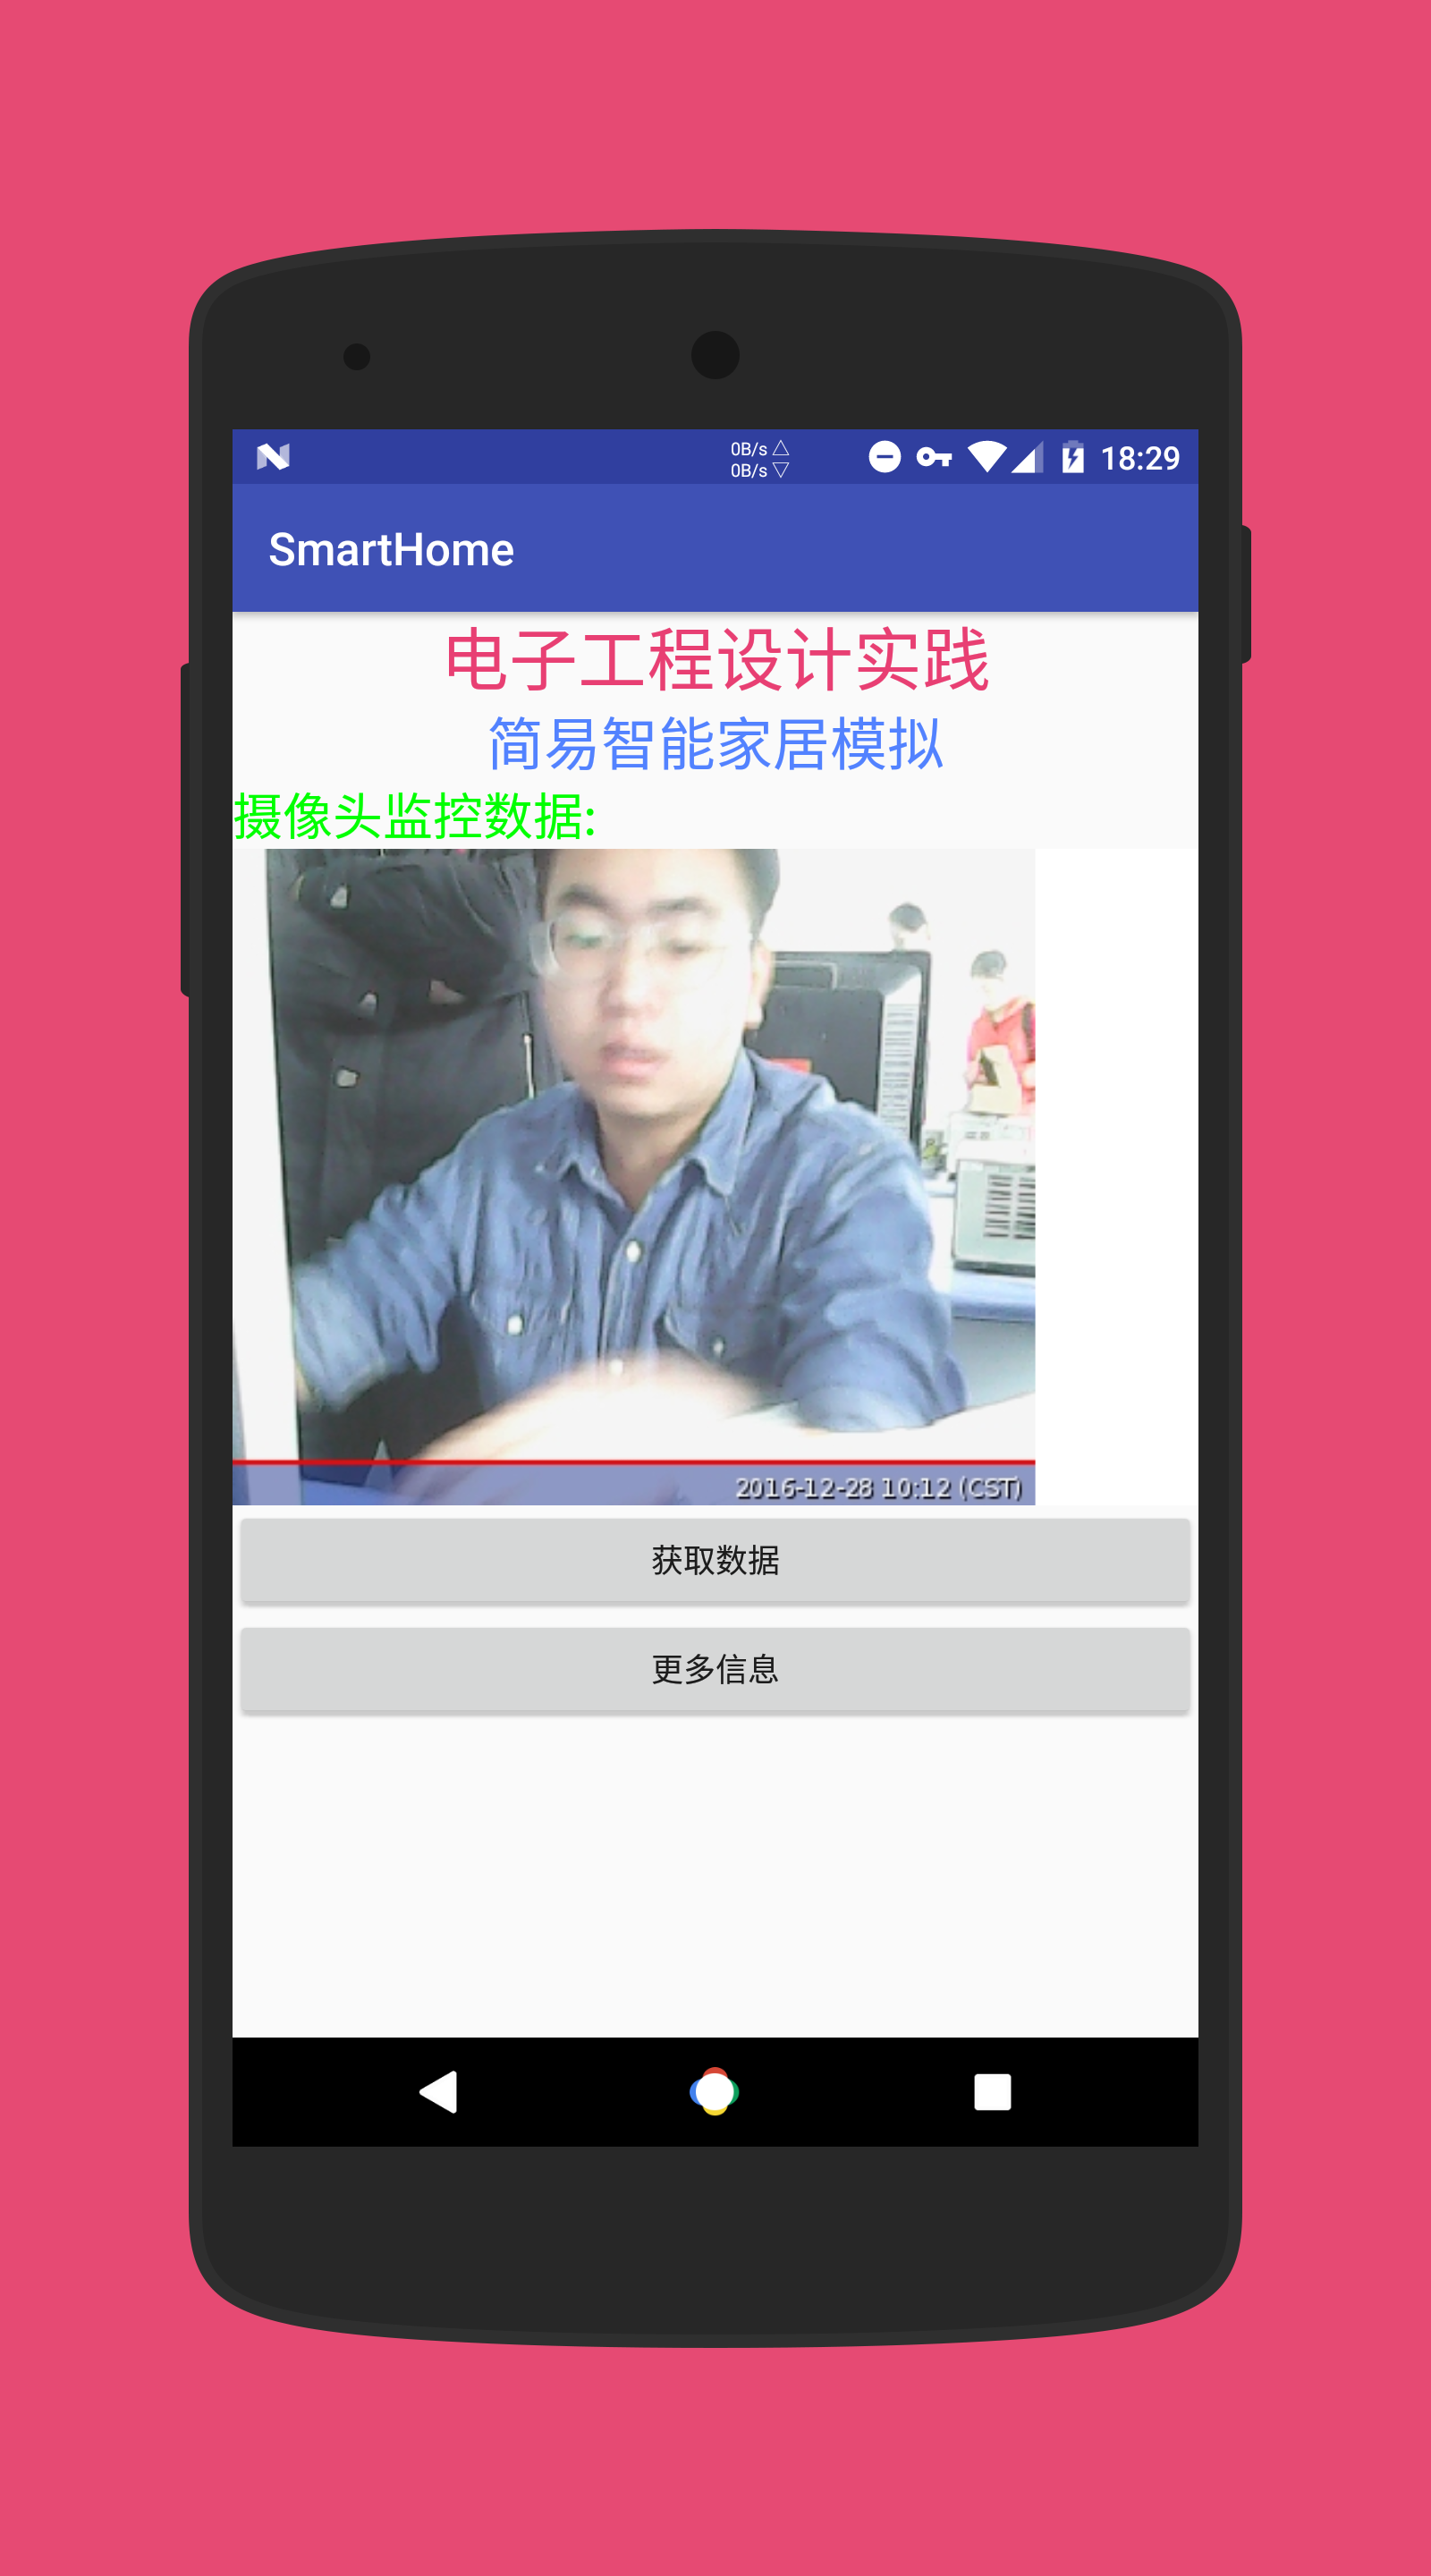 0B/s △
0B/s ▽
18:29
SmartHome
电子工程设计实践
简易智能家居模拟
摄像头监控数据:
2016-12-28 10:12 (CST)
获取数据
更多信息